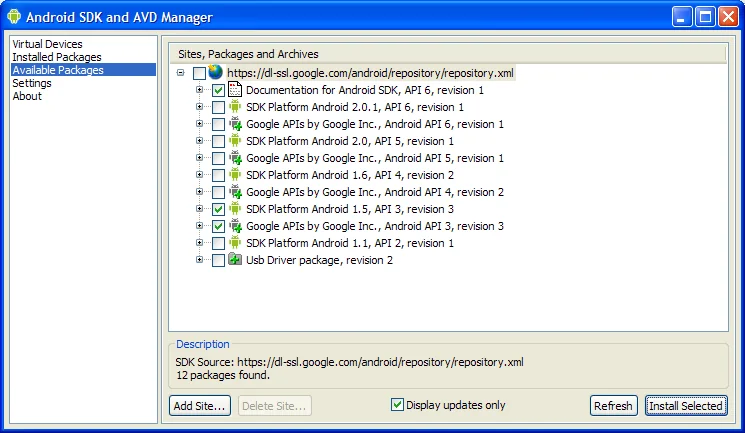 Android SDK and AVD Manager
Virtual Devices
Installed Packages
Available Packages
Settings
About
Sites, Packages and Archives
https://dl-ssl.google.com/android/repository/repository.xml
Documentation for Android SDK, API 6, revision 1
SDK Platform Android 2.0.1, API 6, revision 1
Google APIs by Google Inc., Android API 6, revision 1
SDK Platform Android 2.0, API 5, revision 1
Google APIs by Google Inc., Android API 5, revision 1
SDK Platform Android 1.6, API 4, revision 2
Google APIs by Google Inc., Android API 4, revision 2
SDK Platform Android 1.5, API 3, revision 3
Google APIs by Google Inc., Android API 3, revision 3
SDK Platform Android 1.1, API 2, revision 1
Usb Driver package, revision 2
Description
SDK Source: https://dl-ssl.google.com/android/repository/repository.xml
12 packages found.
Add Site... Delete Site... Display updates only Refresh Install Selected